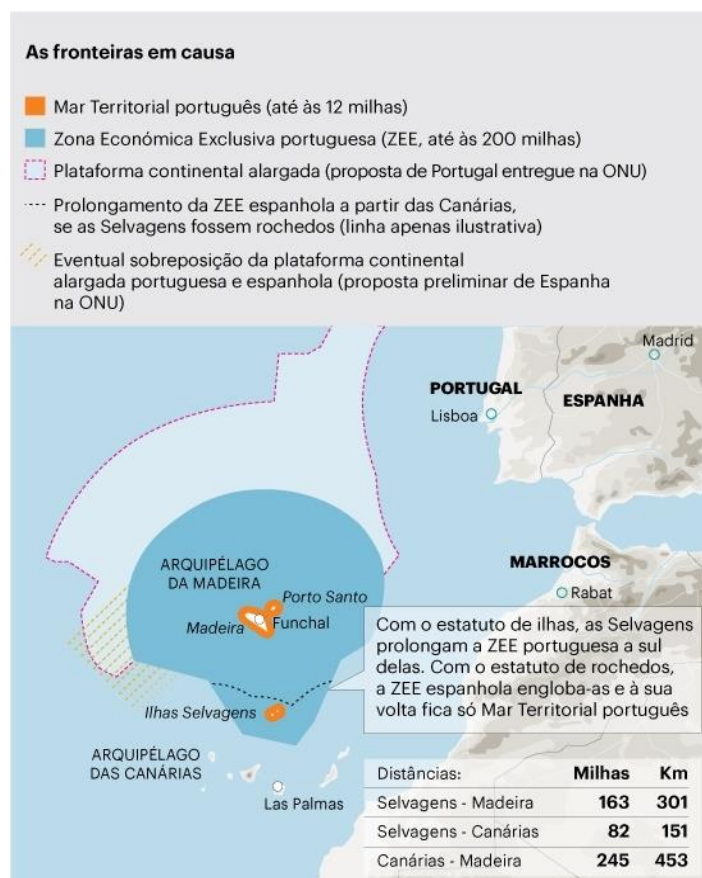 As fronteiras em causa
Mar Territorial português (até às 12 milhas)
Zona Económica Exclusiva portuguesa (ZEE, até às 200 milhas)
Plataforma continental alargada (proposta de Portugal entregue na ONU)
Prolongamento da ZEE espanhola a partir das Canárias,
se as Selvagens fossem rochedos (linha apenas ilustrativa)
Eventual sobreposição da plataforma continental
alargada portuguesa e espanhola (proposta preliminar de Espanha
na ONU)
Madrid
PORTUGAL
ESPANHA
Lisboa
ARQUIPÉLAGO
DA MADEIRA
MARROCOS
Rabat
Porto Santo
Madeira
Funchal
Com o estatuto de ilhas, as Selvagens
prolongam a ZEE portuguesa a sul
delas. Com o estatuto de rochedos,
a ZEE espanhola engloba-as e à sua
volta fica só Mar Territorial português
Ilhas Selvagens
ARQUIPÉLAGO
DAS CANÁRIAS
Las Palmas
Distâncias: Milhas Km
Selvagens - Madeira 163 301
Selvagens - Canárias 82 151
Canárias - Madeira 245 453